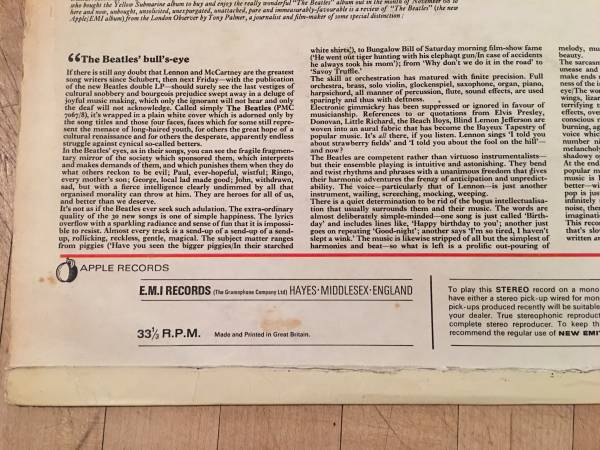 who bought the Yellow Submarine album to buy and enjoy the really wonderful "The Beatles" album out in the month of November 68
here and now, unbought, unsolicited, unexpurgated, unattached, pure and immeasurably-favourable is a review of "The Beatles" (the new
Apple/EMI album) from the London Observer by Tony Palmer, a journalist and film-maker of some special distinction:
“The Beatles' bull's-eye
If there is still any doubt that Lennon and McCartney are the greatest
song writers since Schubert, then next Friday—with the publication
of the new Beatles double LP—should surely see the last vestiges of
cultural snobbery and bourgeois prejudice swept away in a deluge of
joyful music making, which only the ignorant will not hear and only
the deaf will not acknowledge. Called simply The Beatles (PMC
7067/8), it's wrapped in a plain white cover which is adorned only by
the song titles and those four faces, faces which for some still repre-
sent the menace of long-haired youth, for others the great hope of a
cultural renaissance and for others the desperate, apparently endless
struggle against cynical so-called betters.
In the Beatles' eyes, as in their songs, you can see the fragile fragmen-
tary mirror of the society which sponsored them, which interprets
and makes demands of them, and which punishes them when they do
what others reckon to be evil; Paul, ever-hopeful, wistful; Ringo,
every mother's son; George, local lad made good; John, withdrawn,
sad, but with a fierce intelligence clearly undimmed by all that
organised morality can throw at him. They are heroes for all of us,
and better than we deserve.
It's not as if the Beatles ever seek such adulation. The extra-ordinary
quality of the 30 new songs is one of simple happiness. The lyrics
overflow with a sparkling radiance and sense of fun that it is impossi-
ble to resist. Almost every track is a send-up of a send-up of a send-
up, rollicking, reckless, gentle, magical. The subject matter ranges
from piggies ('Have you seen the bigger piggies/In their starched
white shirts'), to Bungalow Bill of Saturday morning film-show fame
('He went out tiger hunting with his elephant gun/In case of accidents
he always took his mom'); from 'Why don't we do it in the road' to
'Savoy Truffle.'
The skill at orchestration has matured with finite precision. Full
orchestra, brass, solo violin, glockenspiel, saxophone, organ, piano,
harpsichord, all manner of percussion, flute, sound effects, are used
sparingly and thus with deftness.
Electronic gimmickry has been suppressed or ignored in favour of
musicianship. References to or quotations from Elvis Presley,
Donovan, Little Richard, the Beach Boys, Blind Lemon Jefferson are
woven into an aural fabric that has become the Bayeux Tapestry of
popular music. It's all there, if you listen. Lennon sings 'I told you
about strawberry fields' and 'I told you about the fool on the hill'—
and now ?
The Beatles are competent rather than virtuoso instrumentalists—
but their ensemble playing is intuitive and astonishing. They bend
and twist rhythms and phrases with a unanimous freedom that gives
their harmonic adventures the frenzy of anticipation and unpredict-
ability. The voice—particularly that of Lennon—is just another
instrument, wailing, screeching, mocking, weeping.
There is a quiet determination to be rid of the bogus intellectualisa-
tion that usually surrounds them and their music. The words are
almost deliberately simple-minded—one song is just called 'Birth-
day' and includes lines like, 'Happy birthday to you'; another just
goes on repeating 'Good-night'; another says 'I'm so tired, I haven't
slept a wink.' The music is likewise stripped of all but the simplest of
harmonies and beat—so what is left is a prolific out-pouring of
melody, mus
beauty.
The sarcasm
unease and
make ends
ness of the i
eye/The wor
wings, lizar
terrifying
effects, over
conscious
burning, ag
voice whic
number ni
melancholy
shadowy o
At the end
popular m
music is
better—wi
pop is just
infinitely
noise, the
imaginatio
This reco
that's slo
written ar
APPLE RECORDS
E.M.I RECORDS (The Gramophone Company Ltd) HAYES·MIDDLESEX·ENGLAND
33⅓ R.P.M. Made and Printed in Great Britain.
To play this STEREO record on a mono
have either a stereo pick-up wired for mono
pick-ups produced recently will be suitable
your dealer. True stereophonic reproduct
complete stereo reproducer. To keep th
recommend the regular use of NEW EMI